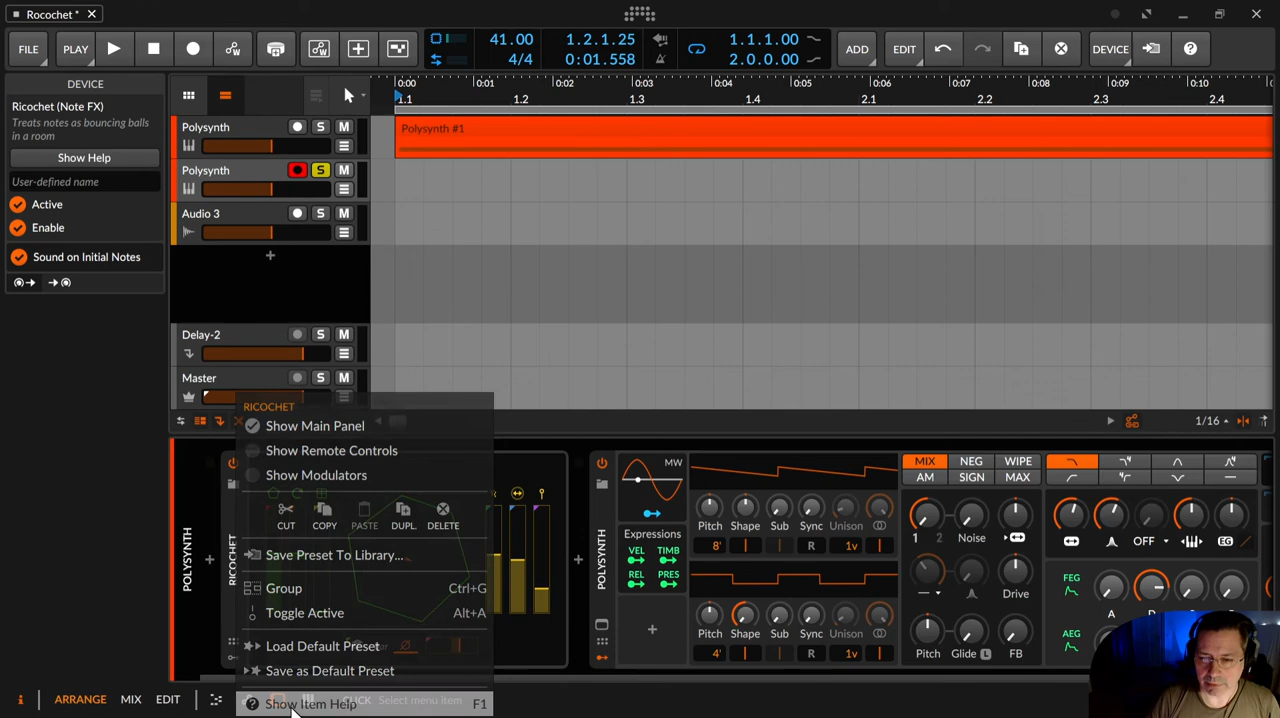 Ricochet *
FILE PLAY ADD EDIT DEVICE
41.00 1.2.1.25 1.1.1.00
4/4 0:01.558 2.0.0.00
DEVICE
Ricochet (Note FX)
Treats notes as bouncing balls
in a room
Show Help
User-defined name
Active
Enable
Sound on Initial Notes
0:00 0:01 0:02 0:03 0:04 0:05 0:06 0:07 0:08 0:09 0:10
1.1 1.2 1.3 1.4 2.1 2.2 2.3 2.4
Polysynth S M
Polysynth #1
Polysynth S M
Audio 3 S M
Delay-2 S M
Master S M
1/16
RICOCHET
Show Main Panel
Show Remote Controls
Show Modulators
CUT COPY PASTE DUPL. DELETE
Save Preset To Library...
Group Ctrl+G
Toggle Active Alt+A
Load Default Preset
Save as Default Preset
Show Item Help F1
POLYSYNTH
RICOCHET
POLYSYNTH
MW
Expressions
VEL TIMB
REL PRES
Pitch Shape Sub Sync Unison
8' R 1v
Pitch Shape Sub Sync Unison
4' R 1v
MIX NEG WIPE
AM SIGN MAX
1 2 Noise
Drive
Pitch Glide L FB
OFF EG
FEG
A
AEG
ARRANGE MIX EDIT
CLICK Select menu item